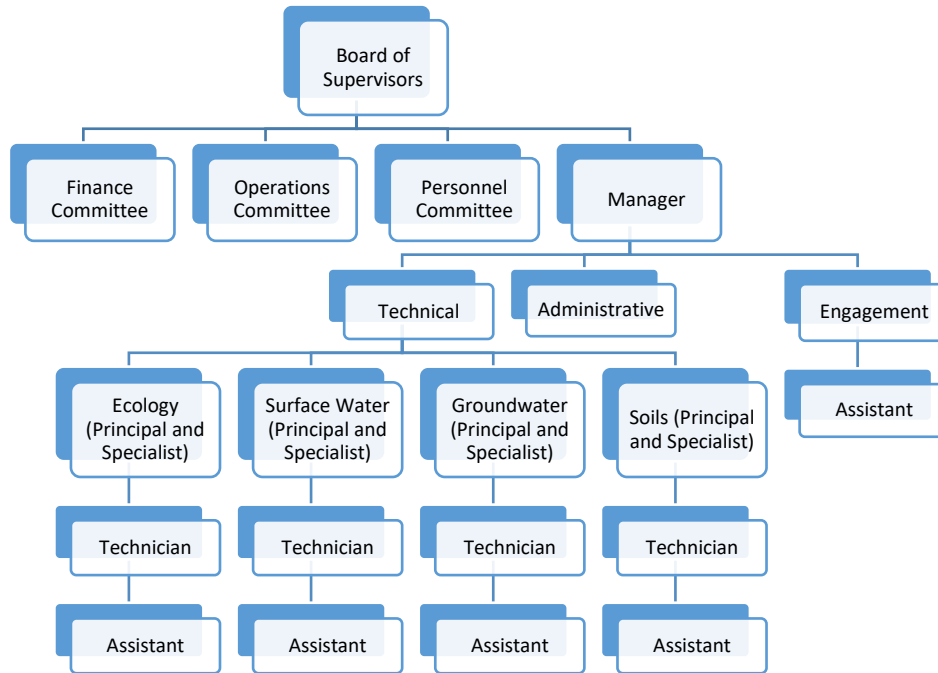 Board of
Supervisors
Finance
Committee
Operations
Committee
Personnel
Committee
Manager
Technical
Administrative
Engagement
Ecology
(Principal and
Specialist)
Surface Water
(Principal and
Specialist)
Groundwater
(Principal and
Specialist)
Soils (Principal
and Specialist)
Assistant
Technician
Technician
Technician
Technician
Assistant
Assistant
Assistant
Assistant